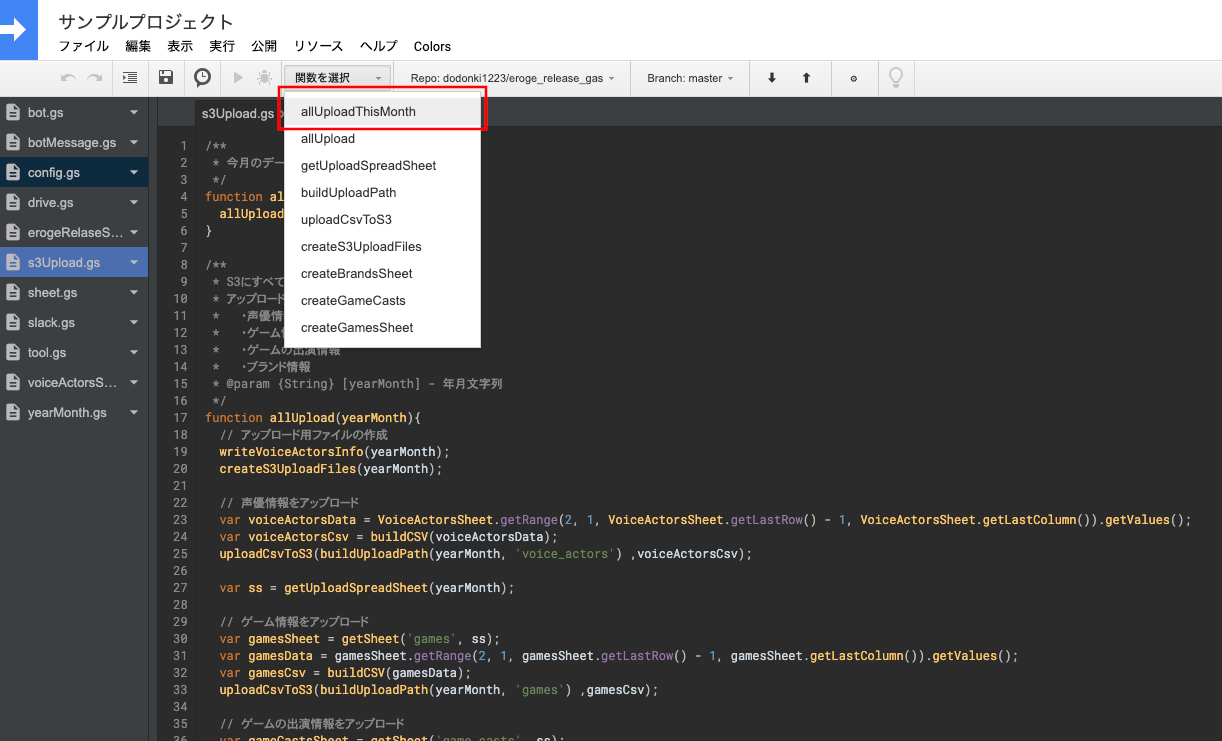 サンプルプロジェクト
ファイル 編集 表示 実行 公開 リソース ヘルプ Colors
関数を選択 Repo: dodonki1223/eroge_release_gas Branch: master
bot.gs
botMessage.gs
config.gs
drive.gs
erogeRelaseS...
s3Upload.gs
sheet.gs
slack.gs
tool.gs
voiceActorsS...
yearMonth.gs
s3Upload.gs
allUploadThisMonth
allUpload
getUploadSpreadSheet
buildUploadPath
uploadCsvToS3
createS3UploadFiles
createBrandsSheet
createGameCasts
createGamesSheet
1 /**
2 * 今月のデー
3 */
4 function al
5 allUpload
6 }
7
8 /**
9 * S3にすべて
10 * アップロード
11 * ・声優情
12 * ・ゲーム
13 * ・ゲームの出演情報
14 * ・ブランド情報
15 * @param {String} [yearMonth] - 年月文字列
16 */
17 function allUpload(yearMonth){
18 // アップロード用ファイルの作成
19 writeVoiceActorsInfo(yearMonth);
20 createS3UploadFiles(yearMonth);
21
22 // 声優情報をアップロード
23 var voiceActorsData = VoiceActorsSheet.getRange(2, 1, VoiceActorsSheet.getLastRow() - 1, VoiceActorsSheet.getLastColumn()).getValues();
24 var voiceActorsCsv = buildCSV(voiceActorsData);
25 uploadCsvToS3(buildUploadPath(yearMonth, 'voice_actors') ,voiceActorsCsv);
26
27 var ss = getUploadSpreadSheet(yearMonth);
28
29 // ゲーム情報をアップロード
30 var gamesSheet = getSheet('games', ss);
31 var gamesData = gamesSheet.getRange(2, 1, gamesSheet.getLastRow() - 1, gamesSheet.getLastColumn()).getValues();
32 var gamesCsv = buildCSV(gamesData);
33 uploadCsvToS3(buildUploadPath(yearMonth, 'games') ,gamesCsv);
34
35 // ゲームの出演情報をアップロード
36 var gameCastsSheet = getSheet('game_casts', ss);